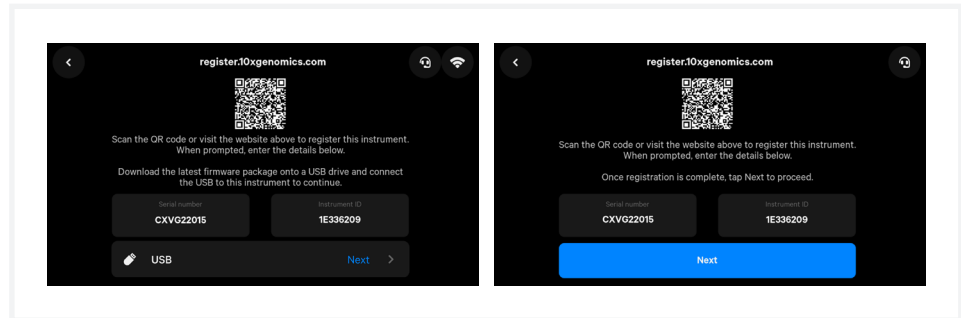 register.10xgenomics.com
Scan the QR code or visit the website above to register this instrument.
When prompted, enter the details below.
Download the latest firmware package onto a USB drive and connect
the USB to this instrument to continue.
Serial number
CXVG22015
Instrument ID
1E336209
USB
Next
register.10xgenomics.com
Scan the QR code or visit the website above to register this instrument.
When prompted, enter the details below.
Once registration is complete, tap Next to proceed.
Serial number
CXVG22015
Instrument ID
1E336209
Next